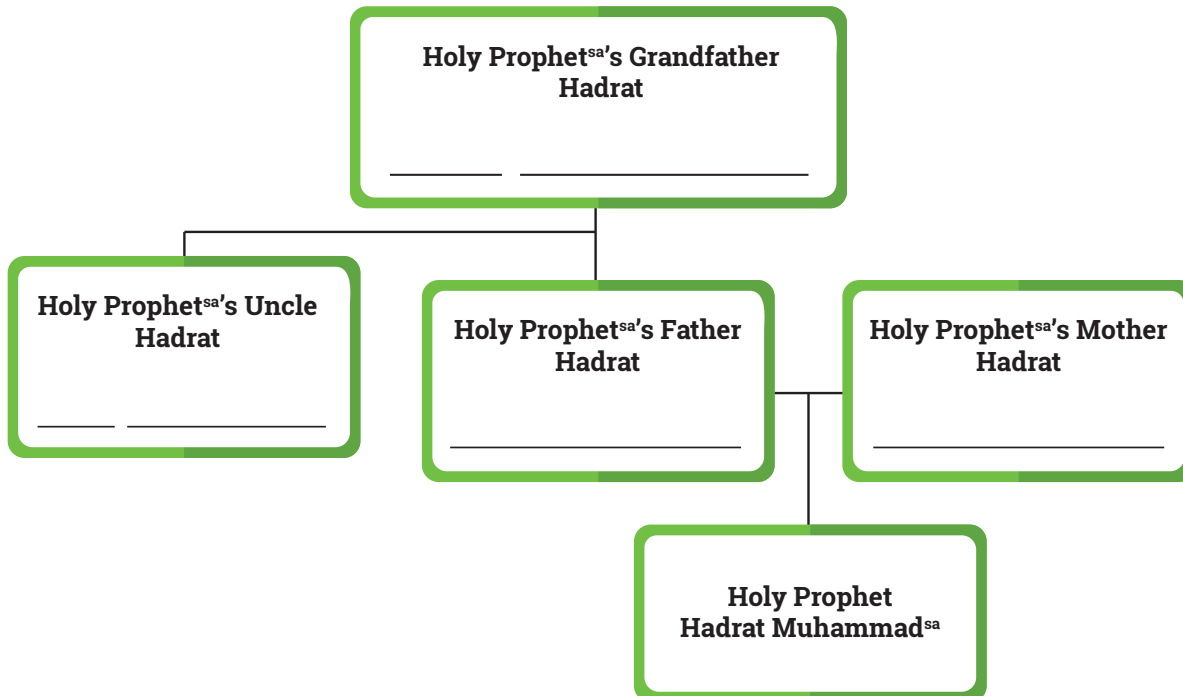 Holy Prophetsa's Grandfather
Hadrat
Holy Prophetsa's Uncle
Hadrat
Holy Prophetsa's Father
Hadrat
Holy Prophetsa's Mother
Hadrat
Holy Prophet
Hadrat Muhammadsa